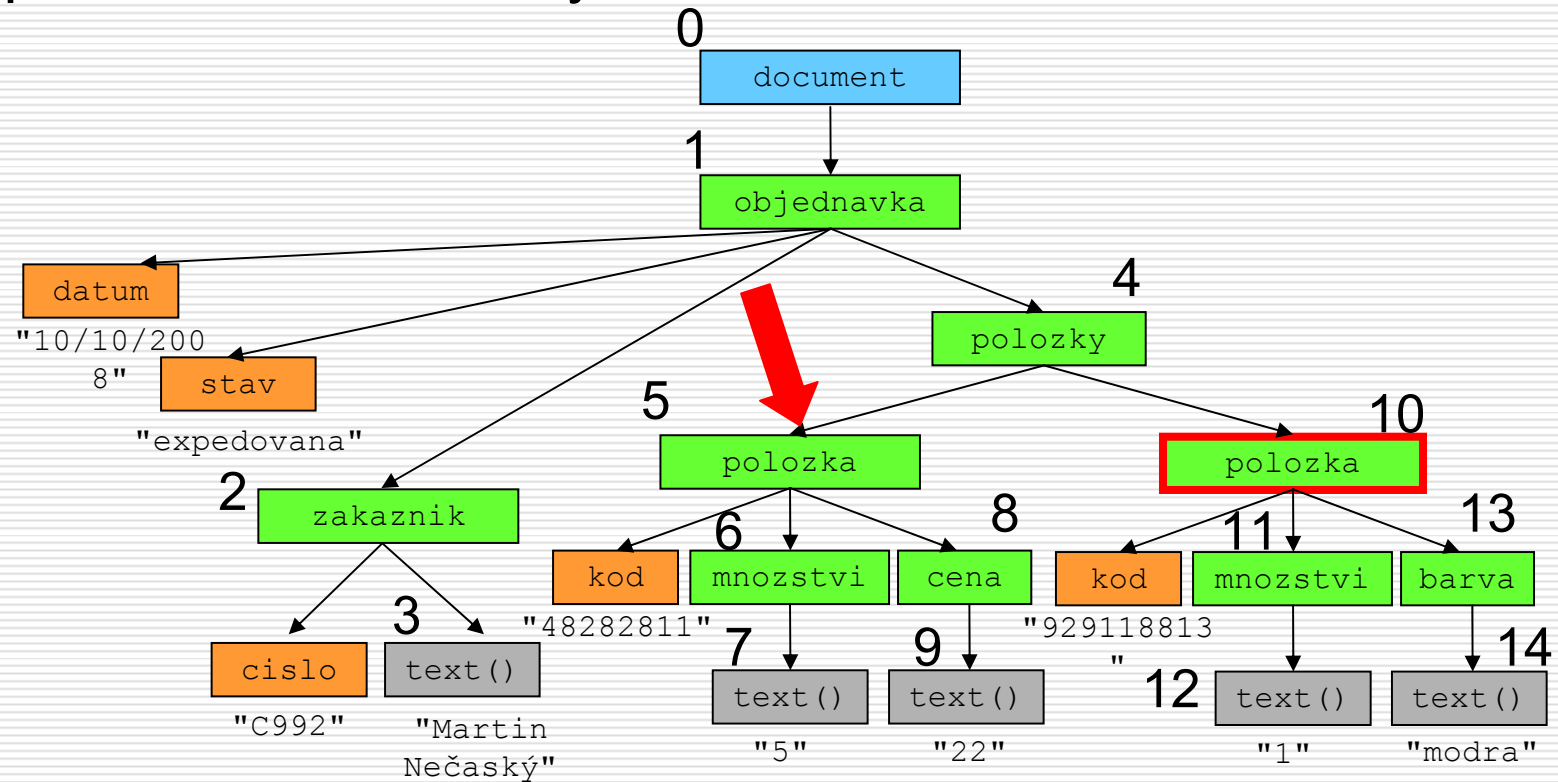 0
document
1
objednavka
datum
"10/10/200
8"
stav
"expedovana"
4
polozky
5
polozka
10
polozka
2
zakaznik
cislo
"C992"
3
text()
"Martin
Nečaský"
kod
"48282811"
6
mnozstvi
7
text()
"5"
8
cena
9
text()
"22"
kod
"929118813
"
11
mnozstvi
12
text()
"1"
13
barva
14
text()
"modra"